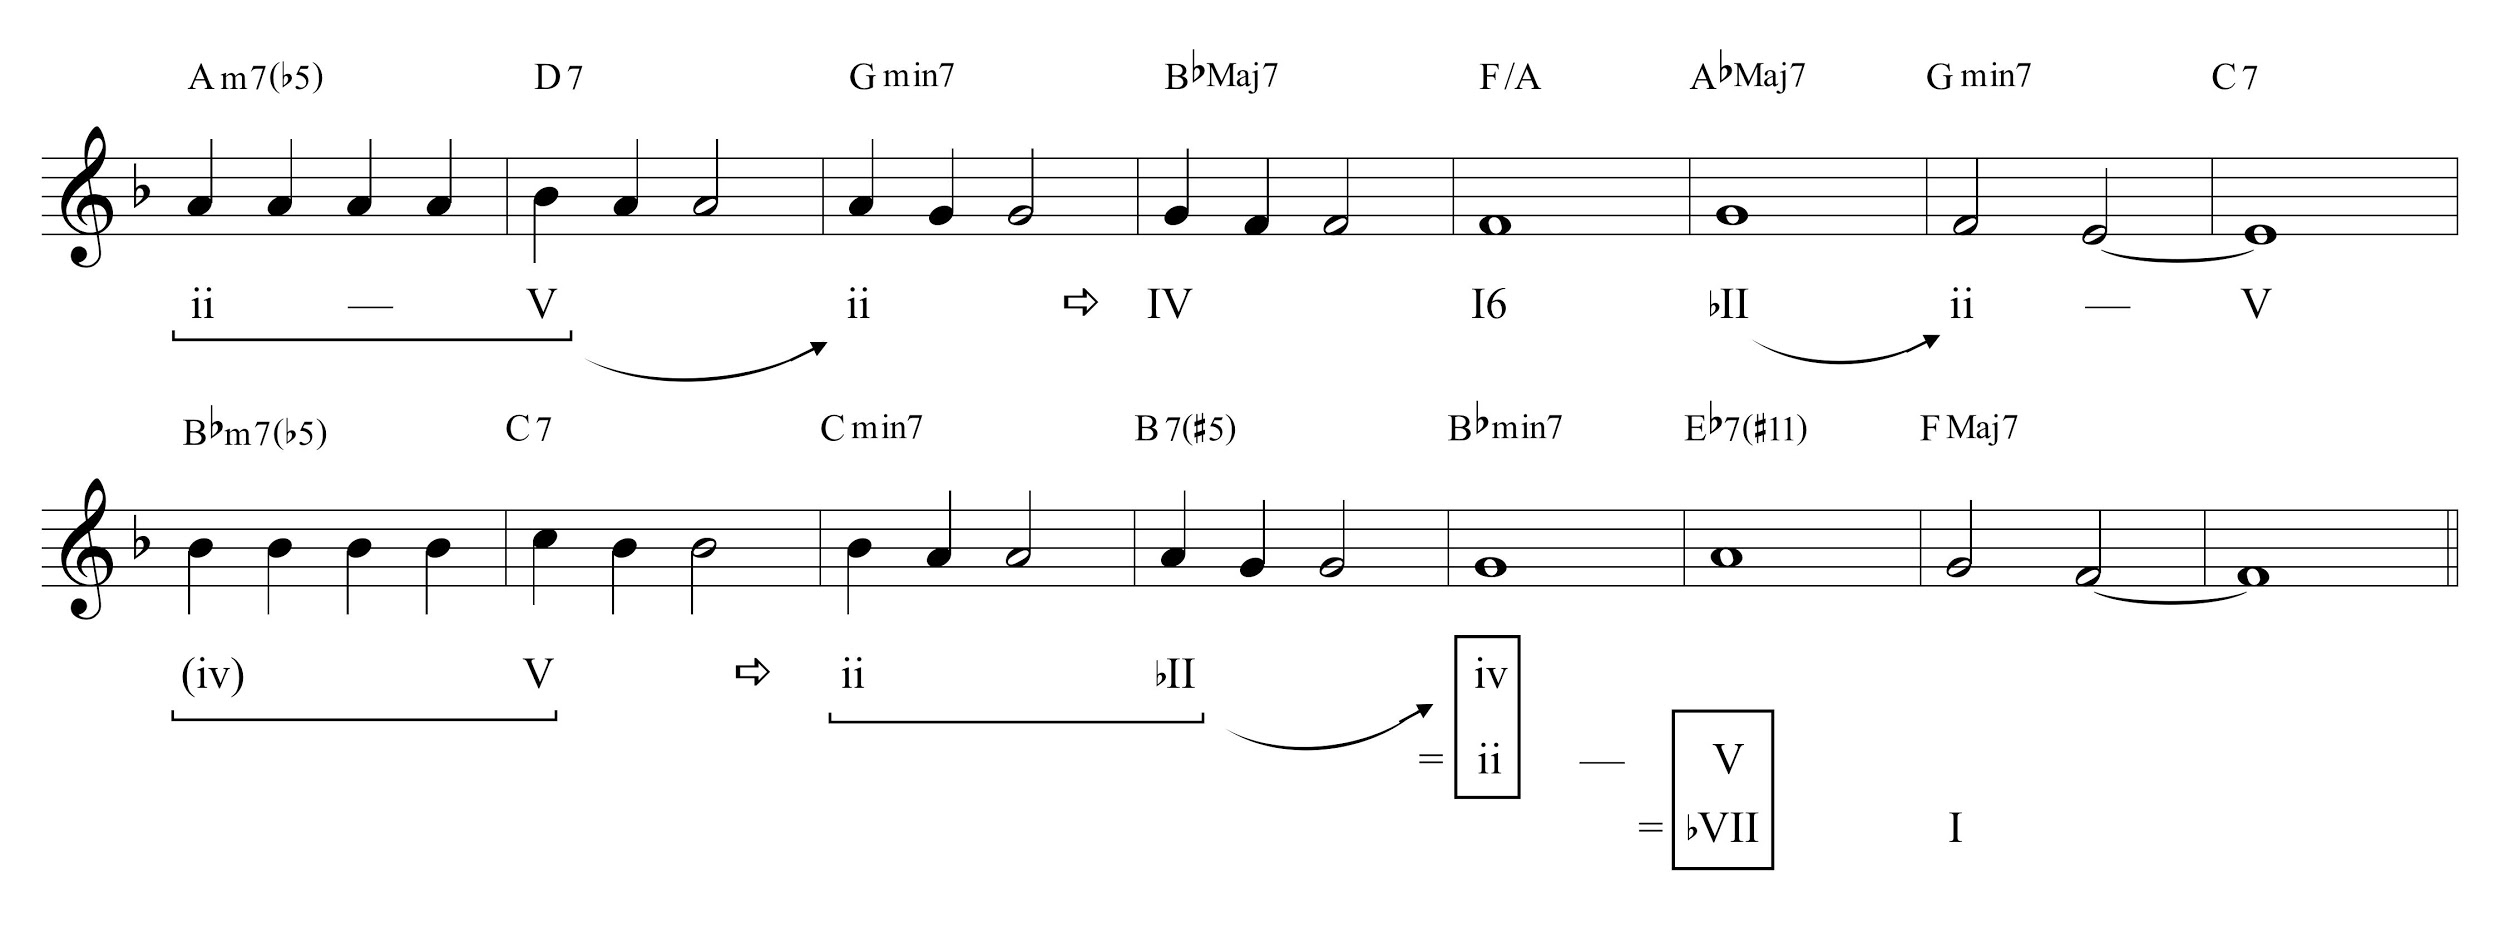 Am7(♭5) D7 Gmin7 B♭Maj7 F/A A♭Maj7 Gmin7 C7
ii — V ii ⇨ IV I6 ♭II ii — V
B♭m7(♭5) C7 Cmin7 B7(♯5) B♭min7 E♭7(♯11) FMaj7
(iv) V ⇨ ii ♭II iv
= ii — V
= ♭VII I